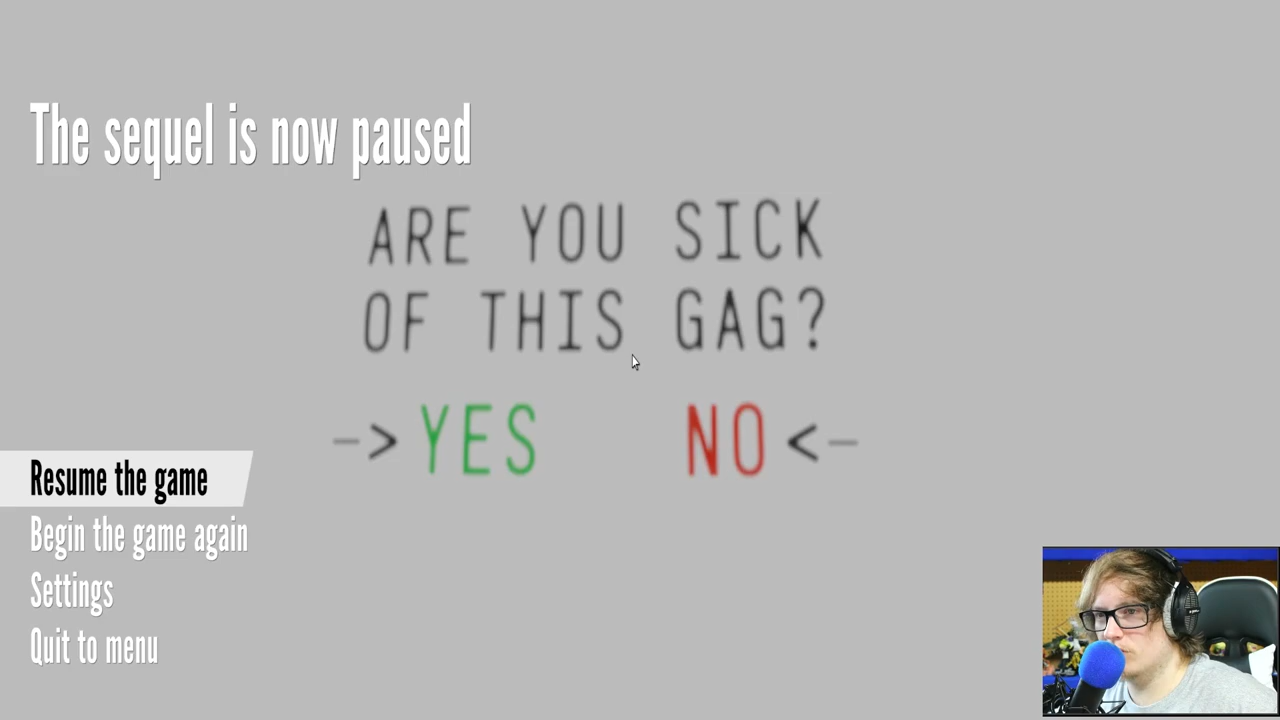 The sequel is now paused
ARE YOU SICK
OF THIS GAG?
-> YES NO <-
Resume the game
Begin the game again
Settings
Quit to menu